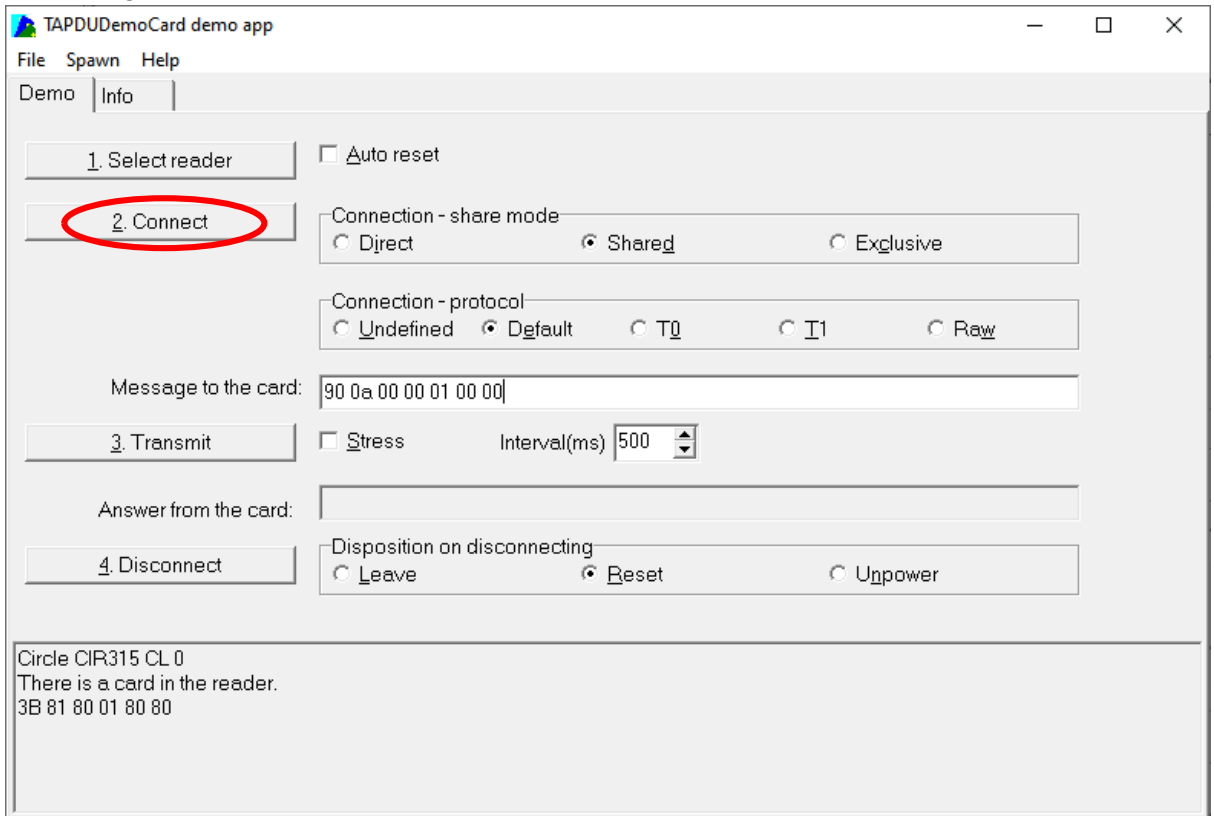 TAPDUDemoCard demo app
File Spawn Help
Demo Info
1. Select reader Auto reset
2. Connect
Connection - share mode
Direct Shared Exclusive
Connection - protocol
Undefined Default T0 T1 Raw
Message to the card: 90 0a 00 00 01 00 00
3. Transmit Stress Interval(ms) 500
Answer from the card:
4. Disconnect
Disposition on disconnecting
Leave Reset Unpower
Circle CIR315 CL 0
There is a card in the reader.
3B 81 80 01 80 80